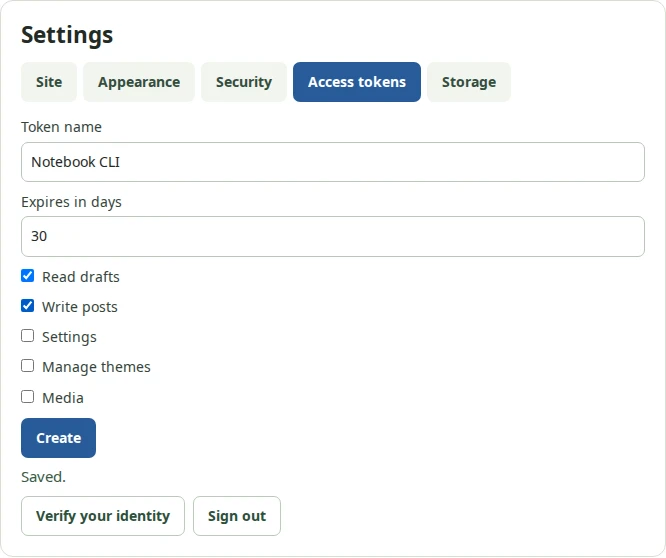 Settings
Site Appearance Security Access tokens Storage
Token name
Notebook CLI
Expires in days
30
Read drafts
Write posts
Settings
Manage themes
Media
Create
Saved.
Verify your identity Sign out